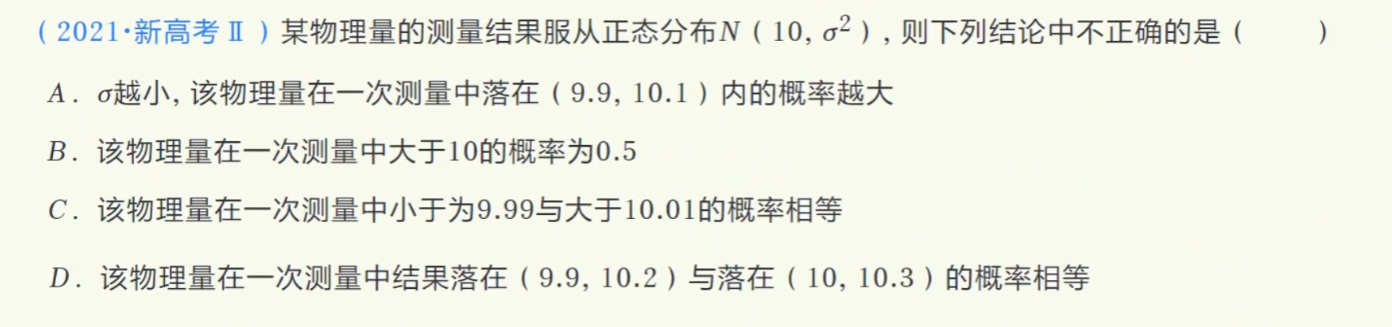 (2021·新高考Ⅱ)某物理量的测量结果服从正态分布N(10, σ²),则下列结论中不正确的是(    )
A. σ越小,该物理量在一次测量中落在(9.9, 10.1)内的概率越大
B. 该物理量在一次测量中大于10的概率为0.5
C. 该物理量在一次测量中小于为9.99与大于10.01的概率相等
D. 该物理量在一次测量中结果落在(9.9, 10.2)与落在(10, 10.3)的概率相等